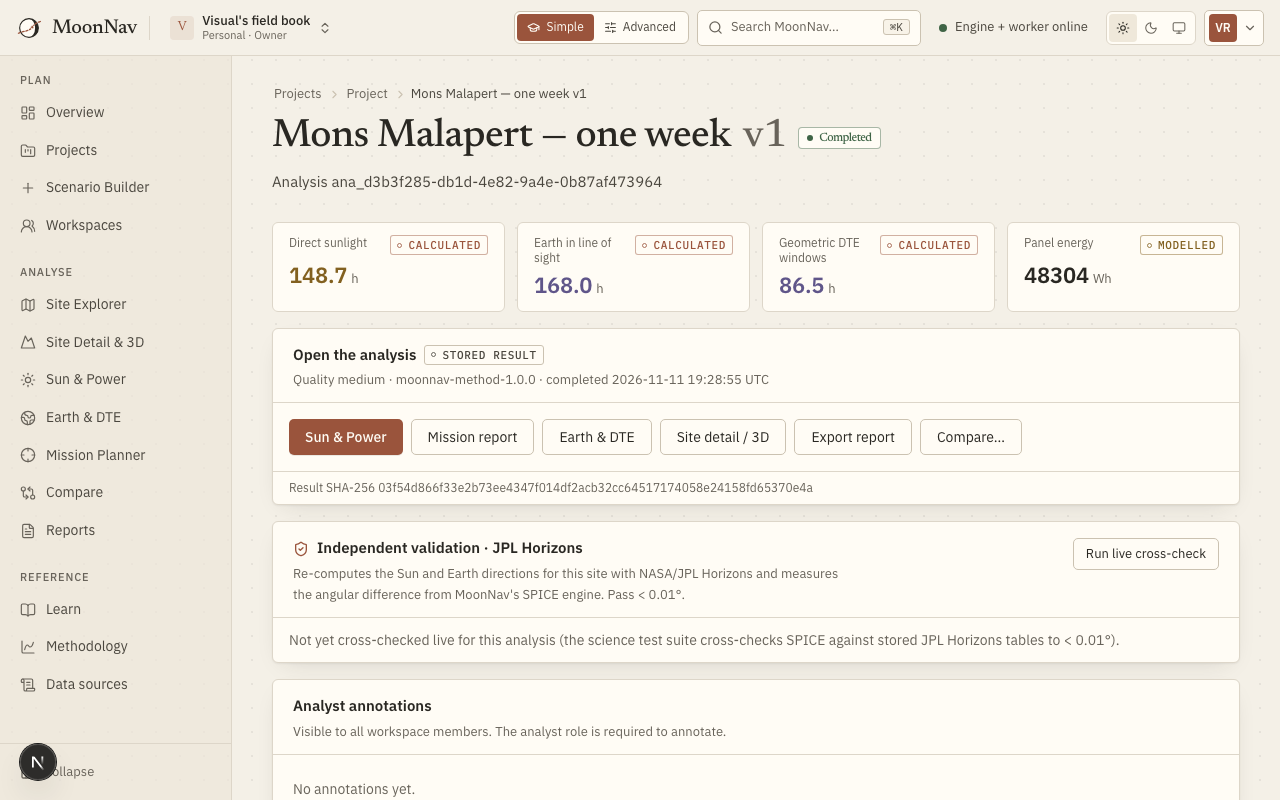 MoonNav
V
Visual's field book
Personal · Owner
Simple
Advanced
Search MoonNav...
⌘K
Engine + worker online
VR
PLAN
Overview
Projects
Scenario Builder
Workspaces
ANALYSE
Site Explorer
Site Detail & 3D
Sun & Power
Earth & DTE
Mission Planner
Compare
Reports
REFERENCE
Learn
Methodology
Data sources
N
ollapse
Projects > Project > Mons Malapert — one week v1
Mons Malapert — one week v1
Completed
Analysis ana_d3b3f285-db1d-4e82-9a4e-0b87af473964
Direct sunlight
CALCULATED
148.7 h
Earth in line of
sight
CALCULATED
168.0 h
Geometric DTE
windows
CALCULATED
86.5 h
Panel energy
MODELLED
48304 Wh
Open the analysis
STORED RESULT
Quality medium · moonnav-method-1.0.0 · completed 2026-11-11 19:28:55 UTC
Sun & Power
Mission report
Earth & DTE
Site detail / 3D
Export report
Compare...
Result SHA-256 03f54d866f33e2b73ee4347f014df2acb32cc64517174058e24158fd65370e4a
Independent validation · JPL Horizons
Run live cross-check
Re-computes the Sun and Earth directions for this site with NASA/JPL Horizons and measures
the angular difference from MoonNav's SPICE engine. Pass < 0.01°.
Not yet cross-checked live for this analysis (the science test suite cross-checks SPICE against stored JPL Horizons tables to < 0.01°).
Analyst annotations
Visible to all workspace members. The analyst role is required to annotate.
No annotations yet.